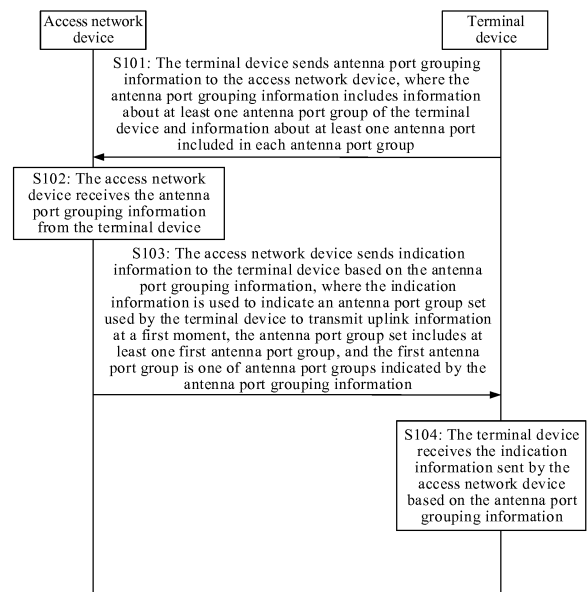 Access network
device
Terminal
device
S101: The terminal device sends antenna port grouping
information to the access network device, where the
antenna port grouping information includes information
about at least one antenna port group of the terminal
device and information about at least one antenna port
included in each antenna port group
S102: The access network
device receives the antenna
port grouping information
from the terminal device
S103: The access network device sends indication
information to the terminal device based on the antenna
port grouping information, where the indication
information is used to indicate an antenna port group set
used by the terminal device to transmit uplink information
at a first moment, the antenna port group set includes at
least one first antenna port group, and the first antenna
port group is one of antenna port groups indicated by the
antenna port grouping information
S104: The terminal device
receives the indication
information sent by the
access network device
based on the antenna port
grouping information